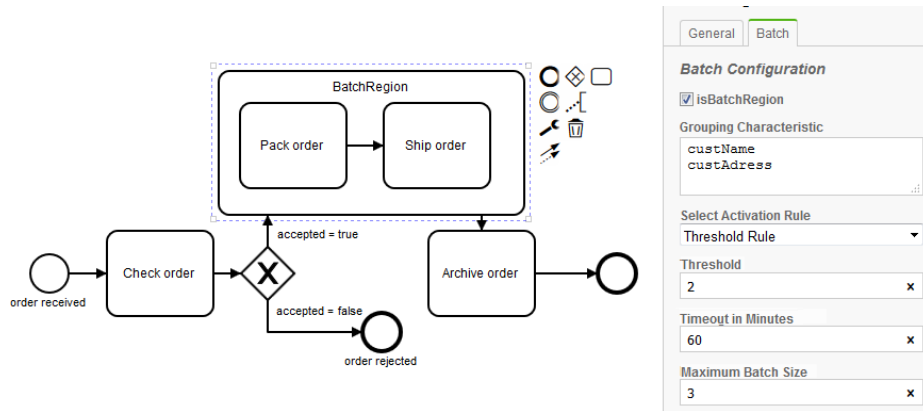 General
Batch
Batch Configuration
isBatchRegion
Grouping Characteristic
custName
custAdress
Select Activation Rule
Threshold Rule
Threshold
2
Timeout in Minutes
60
Maximum Batch Size
3
BatchRegion
Pack order
Ship order
accepted = true
Check order
X
Archive order
order received
accepted = false
order rejected